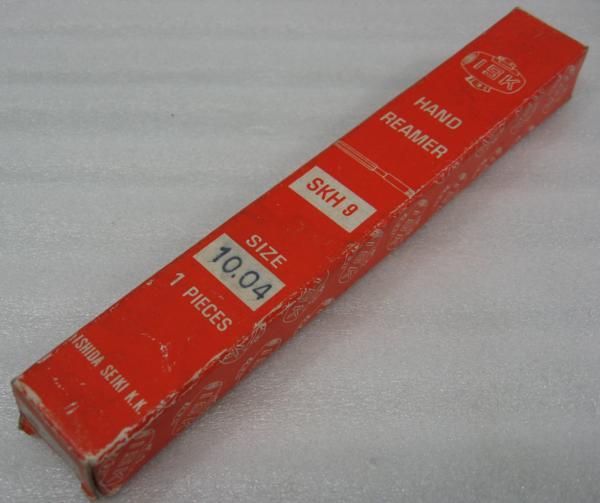 ISK
HAND
REAMER
SKH 9
SIZE
10.04
1 PIECES
ISHIDA SEIKI K.K.